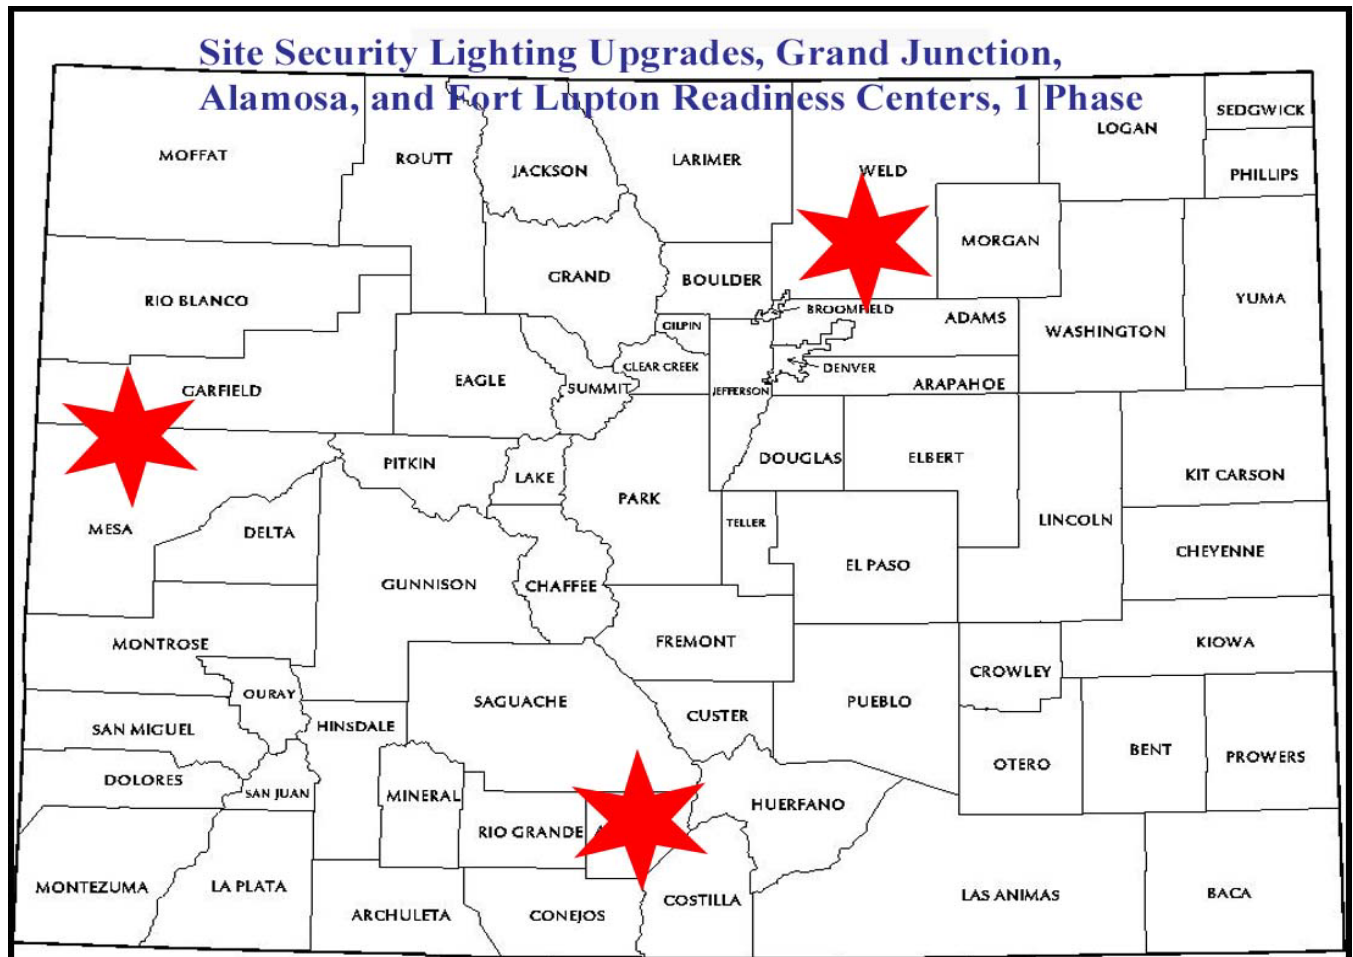 Site Security Lighting Upgrades, Grand Junction,
Alamosa, and Fort Lupton Readiness Centers, 1 Phase
SEDGWICK
LOGAN
MOFFAT
ROUTT
JACKSON
LARIMER
WELD
PHILLIPS
MORGAN
GRAND
BOULDER
RIO BLANCO
YUMA
BROOMFIELD
ADAMS
GILPIN
WASHINGTON
CLEAR CREEK
DENVER
EAGLE
SUMMIT
JEFFERSON
ARAPAHOE
GARFIELD
PITKIN
LAKE
DOUGLAS
ELBERT
KIT CARSON
PARK
TELLER
LINCOLN
MESA
DELTA
CHEYENNE
EL PASO
GUNNISON
CHAFFEE
MONTROSE
FREMONT
KIOWA
CROWLEY
OURAY
SAGUACHE
PUEBLO
CUSTER
SAN MIGUEL
HINSDALE
BENT
PROWERS
OTERO
DOLORES
SAN JUAN
MINERAL
HUERFANO
RIO GRANDE
MONTEZUMA
LA PLATA
LAS ANIMAS
BACA
COSTILLA
ARCHULETA
CONEJOS